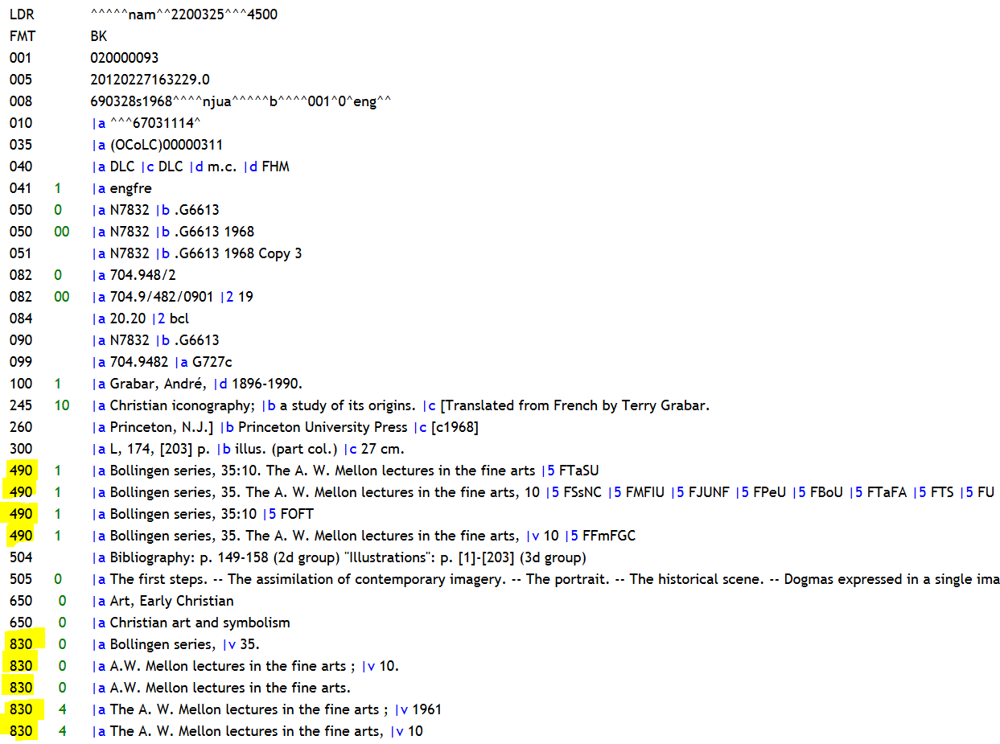 LDR ^^^^^nam^^2200325^^^4500
FMT BK
001 020000093
005 20120227163229.0
008 690328s1968^^^^njua^^^^^b^^^^001^0^eng^^
010 |a ^^^67031114^
035 |a (OCoLC)00000311
040 |a DLC |c DLC |d m.c. |d FHM
041 1 |a engfre
050 0 |a N7832 |b .G6613
050 00 |a N7832 |b .G6613 1968
051 |a N7832 |b .G6613 1968 Copy 3
082 0 |a 704.948/2
082 00 |a 704.9/482/0901 |2 19
084 |a 20.20 |2 bcl
090 |a N7832 |b .G6613
099 |a 704.9482 |a G727c
100 1 |a Grabar, André, |d 1896-1990.
245 10 |a Christian iconography; |b a study of its origins. |c [Translated from French by Terry Grabar.
260 |a Princeton, N.J.] |b Princeton University Press |c [c1968]
300 |a L, 174, [203] p. |b illus. (part col.) |c 27 cm.
490 1 |a Bollingen series, 35:10. The A. W. Mellon lectures in the fine arts |5 FTaSU
490 1 |a Bollingen series, 35. The A. W. Mellon lectures in the fine arts, 10 |5 FSsNC |5 FMFIU |5 FJUNF |5 FPeU |5 FBoU |5 FTaFA |5 FTS |5 FU
490 1 |a Bollingen series, 35:10 |5 FOFT
490 1 |a Bollingen series, 35. The A. W. Mellon lectures in the fine arts, |v 10 |5 FFmFGC
504 |a Bibliography: p. 149-158 (2d group) "Illustrations": p. [1]-[203] (3d group)
505 0 |a The first steps. -- The assimilation of contemporary imagery. -- The portrait. -- The historical scene. -- Dogmas expressed in a single ima
650 0 |a Art, Early Christian
650 0 |a Christian art and symbolism
830 0 |a Bollingen series, |v 35.
830 0 |a A.W. Mellon lectures in the fine arts ; |v 10.
830 0 |a A.W. Mellon lectures in the fine arts.
830 4 |a The A. W. Mellon lectures in the fine arts ; |v 1961
830 4 |a The A. W. Mellon lectures in the fine arts, |v 10